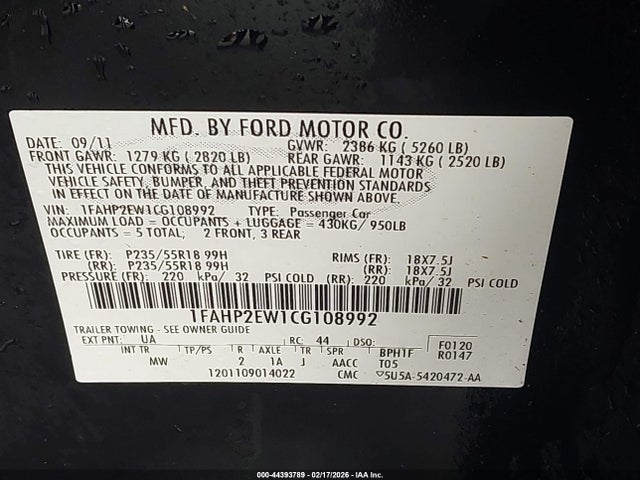 MFD. BY FORD MOTOR CO.
DATE: 09/11 GVWR: 2386 KG ( 5260 LB)
FRONT GAWR: 1279 KG ( 2820 LB) REAR GAWR: 1143 KG ( 2520 LB)
THIS VEHICLE CONFORMS TO ALL APPLICABLE FEDERAL MOTOR
VEHICLE SAFETY, BUMPER, AND THEFT PREVENTION STANDARDS
IN EFFECT ON THE DATE OF MANUFACTURE SHOWN ABOVE.
VIN: 1FAHP2EW1CG108992 TYPE: Passenger Car
MAXIMUM LOAD = OCCUPANTS + LUGGAGE = 430KG/ 950LB
OCCUPANTS = 5 TOTAL; 2 FRONT, 3 REAR
TIRE (FR): P235/55R18 99H RIMS (FR): 18X7.5J
(RR): P235/55R18 99H (RR): 18X7.5J
PRESSURE (FR): 220 kPa/ 32 PSI COLD (RR): 220 kPa/ 32 PSI COLD
1FAHP2EW1CG108992
TRAILER TOWING - SEE OWNER GUIDE
EXT PNT: UA RC: 44 F0120
INT TR TP/PS R AXLE TR SPR BPH1F R0147
MW 2 1A J AACC T05
1201109014022 CMC ▽5U5A-5420472-AA
000-44393789 - 02/17/2026 - IAAI Inc.